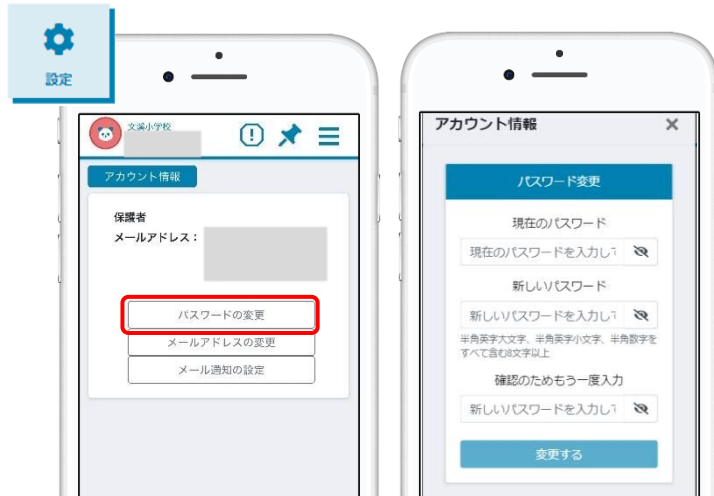 設定
文溪小学校
アカウント情報
保護者
メールアドレス：
パスワードの変更
メールアドレスの変更
メール通知の設定
アカウント情報
パスワード変更
現在のパスワード
現在のパスワードを入力して
新しいパスワード
新しいパスワードを入力して
半角英字大文字、半角英字小文字、半角数字を
すべて含む8文字以上
確認のためもう一度入力
新しいパスワードを入力して
変更する